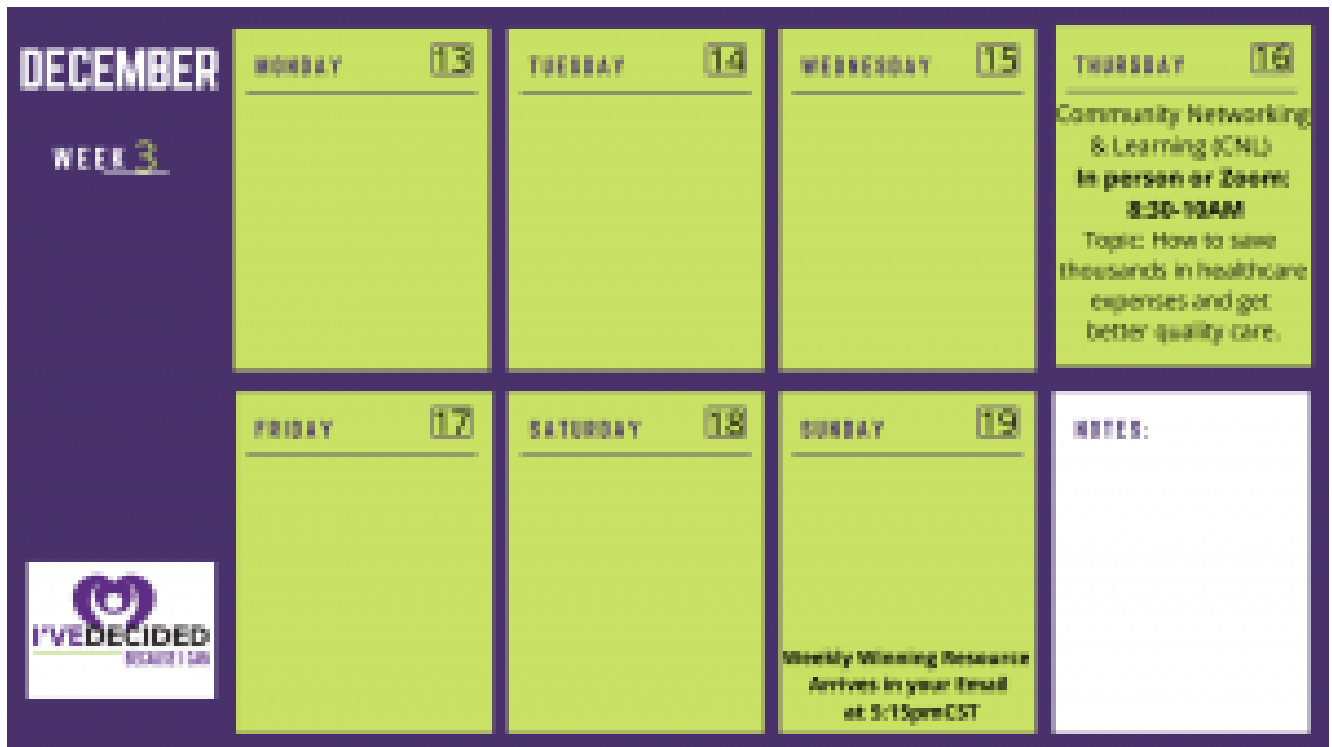 DECEMBER
WEEK 3
MONDAY 13
TUESDAY 14
WEDNESDAY 15
THURSDAY 16
Community Networking
& Learning (CNL)
In person or Zoom:
8:30-10AM
Topic: How to save
thousands in healthcare
expenses and get
better quality care.
FRIDAY 17
SATURDAY 18
SUNDAY 19
Weekly Winning Resource
Arrives in your Email
at 5:15pmCST
NOTES:
I'VEDECIDED
BECAUSE I CAN